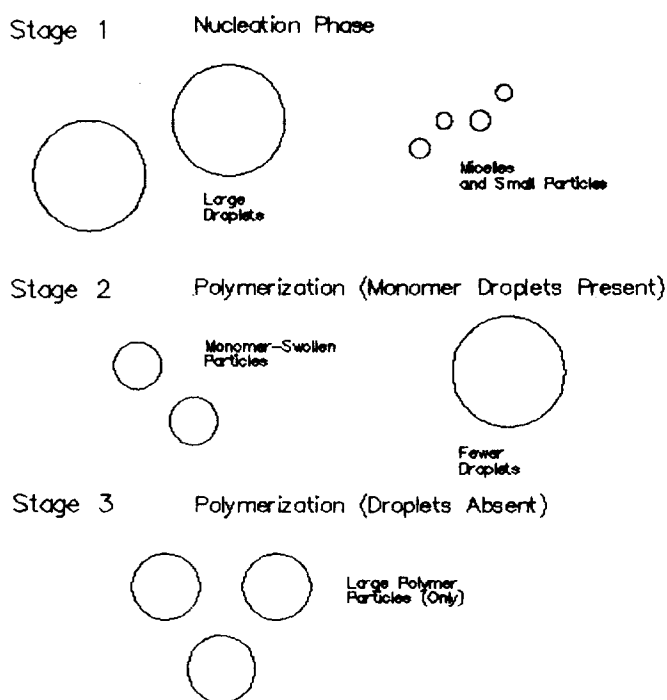 Stage 1 Nucleation Phase
Large
Droplets
Micelles
and Small Particles
Stage 2 Polymerization (Monomer Droplets Present)
Monomer-Swollen
Particles
Fewer
Droplets
Stage 3 Polymerization (Droplets Absent)
Large Polymer
Particles (Only)